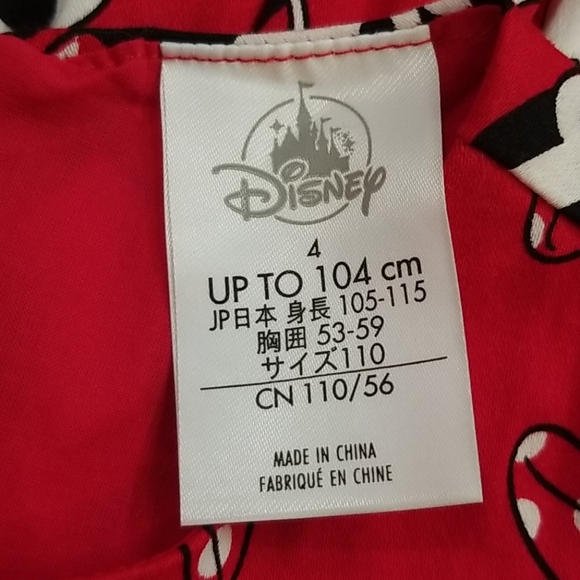 DISNEY
4
UP TO 104 cm
JP日本 身長 105-115
胸囲 53-59
サイズ110
CN 110/56
MADE IN CHINA
FABRIQUÉ EN CHINE